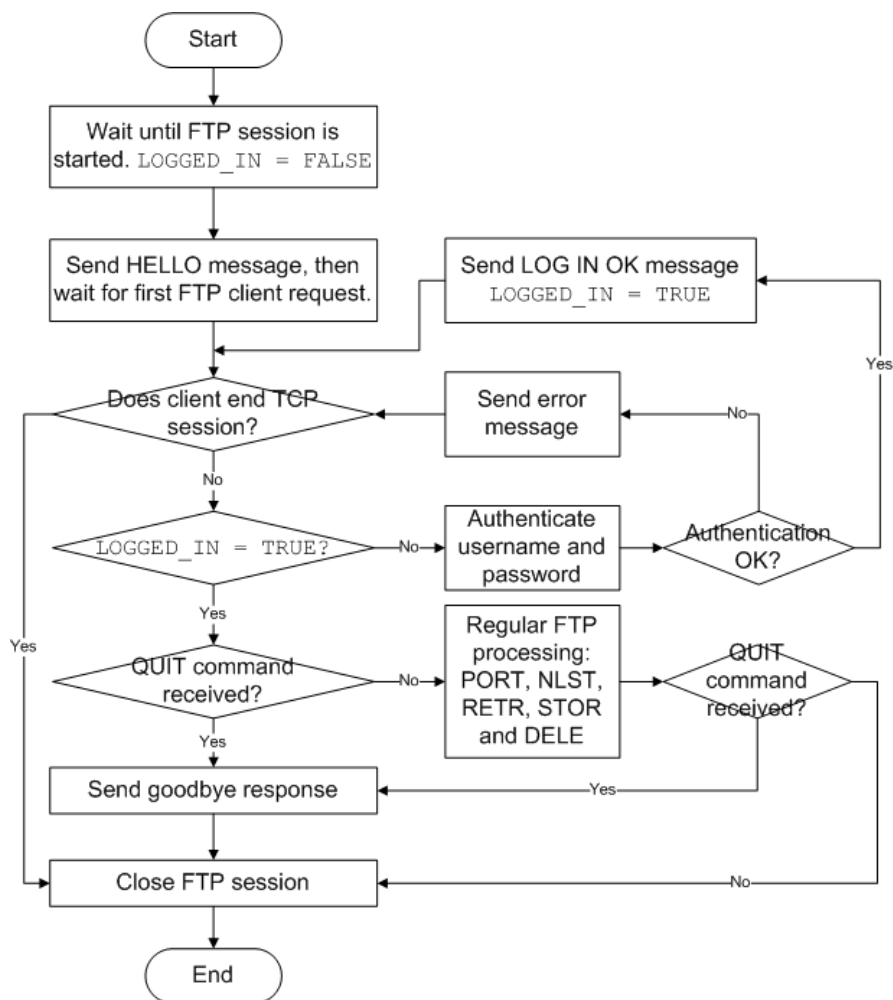 Start
Wait until FTP session is
started. LOGGED_IN = FALSE
Send HELLO message, then
wait for first FTP client request.
Send LOG IN OK message
LOGGED_IN = TRUE
Yes
Does client end TCP
session?
Send error
message
No
No
LOGGED_IN = TRUE?
No
Authenticate
username and
password
Authentication
OK?
Yes
Yes
QUIT command
received?
No
Regular FTP
processing:
PORT, NLST,
RETR, STOR
and DELE
QUIT
command
received?
Yes
Send goodbye response
Yes
Close FTP session
No
End